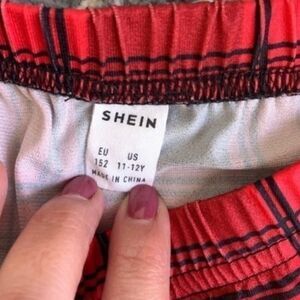 SHEIN
EU US
152 11-12Y
MADE IN CHINA